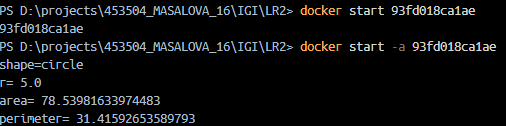 PS D:\projects\453504_MASALOVA_16\IGI\LR2> docker start 93fd018ca1ae
93fd018ca1ae
PS D:\projects\453504_MASALOVA_16\IGI\LR2> docker start -a 93fd018ca1ae
shape=circle
r= 5.0
area= 78.53981633974483
perimeter= 31.41592653589793